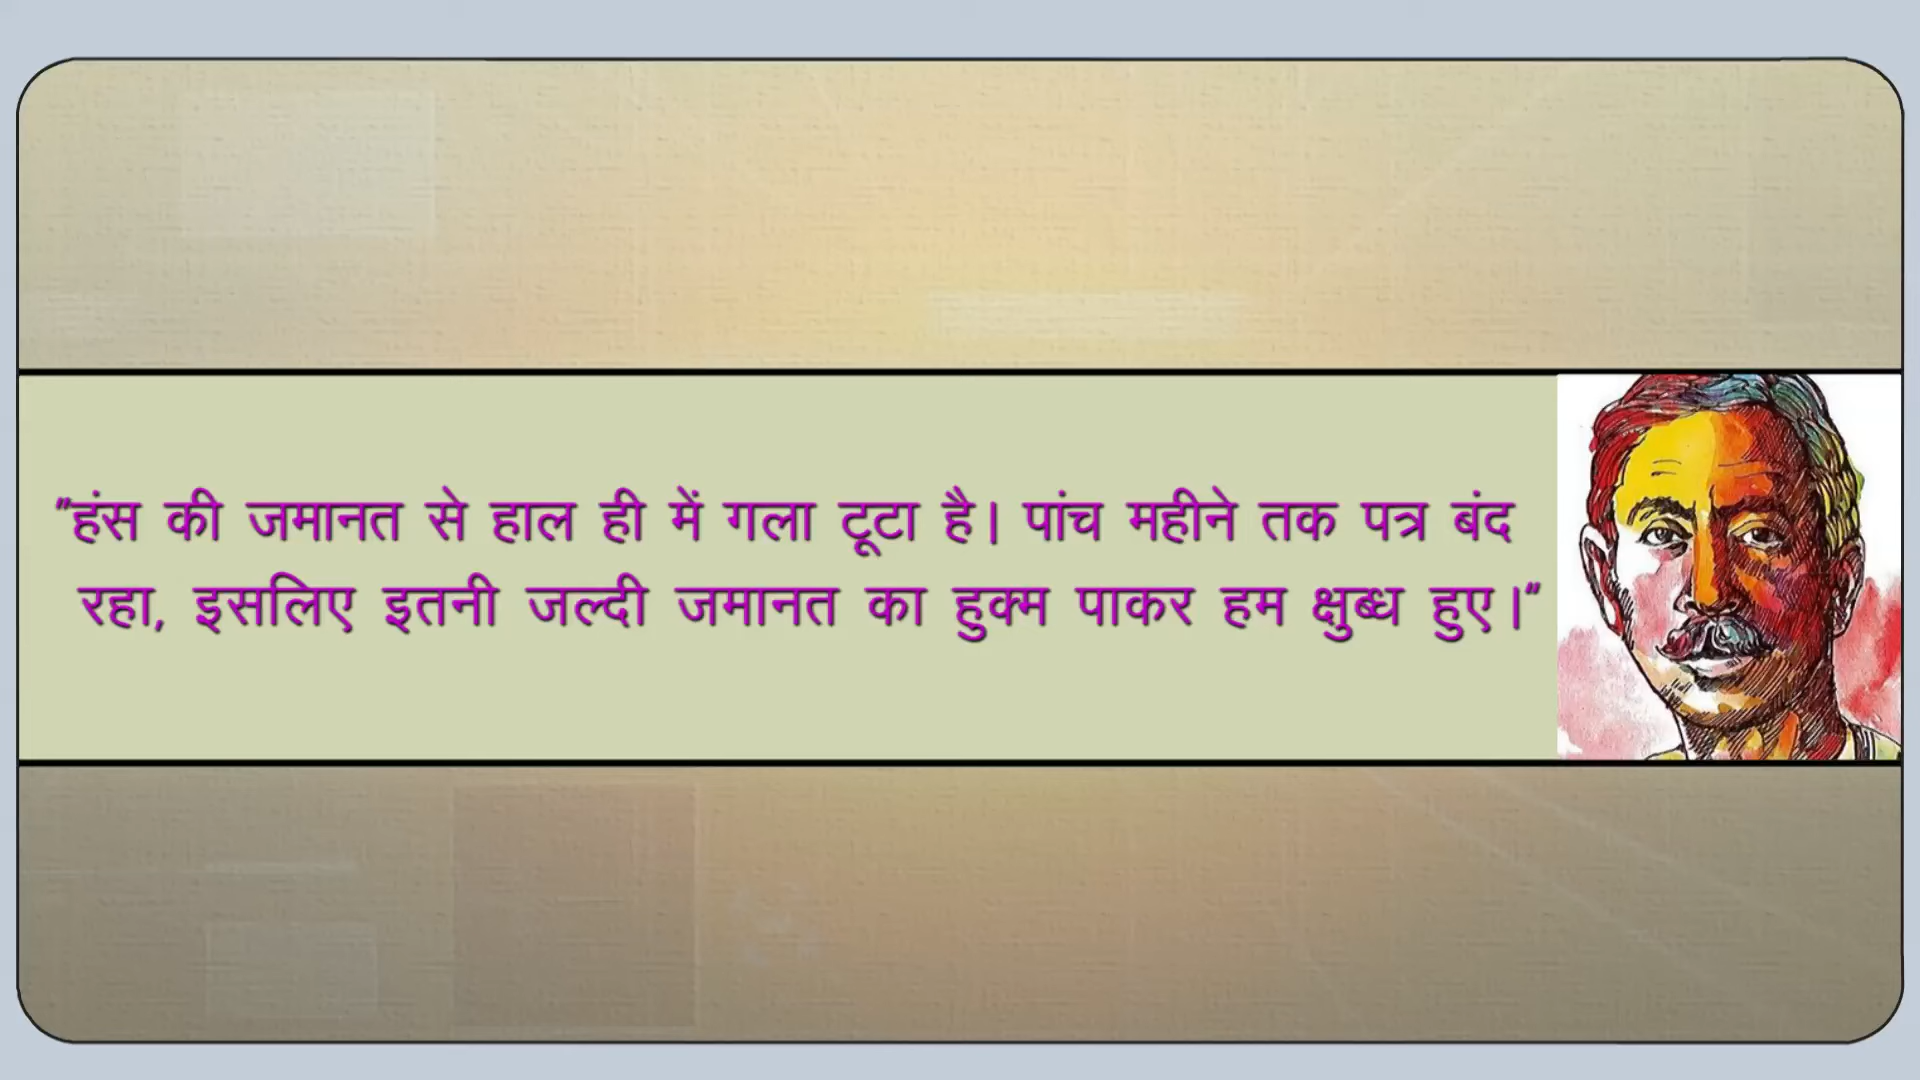 "हंस की जमानत से हाल ही में गला टूटा है। पांच महीने तक पत्र बंद
रहा, इसलिए इतनी जल्दी जमानत का हुक्म पाकर हम क्षुब्ध हुए।"